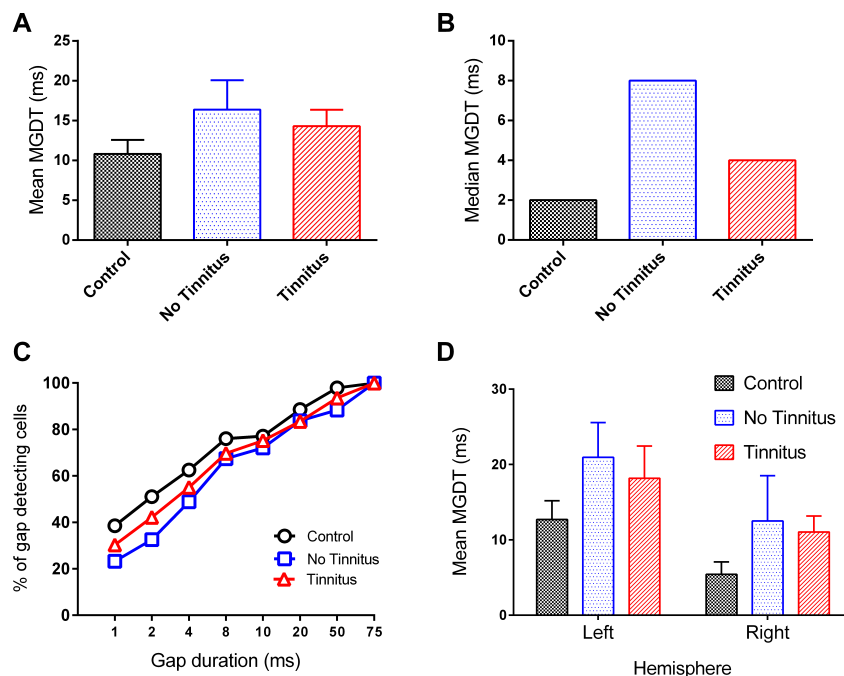 A
Mean MGDT (ms)
25
20
15
10
5
0
Control
No Tinnitus
Tinnitus
B
Median MGDT (ms)
10
8
6
4
2
0
Control
No Tinnitus
Tinnitus
C
% of gap detecting cells
100
80
60
40
20
0
1 2 4 8 10 20 50 75
Gap duration (ms)
Control
No Tinnitus
Tinnitus
D
Mean MGDT (ms)
30
20
10
0
Left Right
Hemisphere
Control
No Tinnitus
Tinnitus